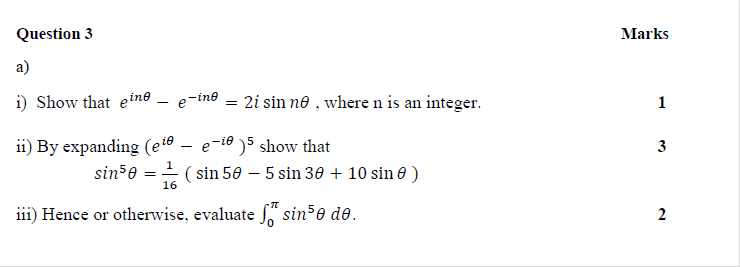 Question 3 Marks
a)
i) Show that e^{inθ} − e^{−inθ} = 2i sin nθ , where n is an integer. 1
ii) By expanding (e^{iθ} − e^{−iθ} )^5 show that 3
sin^5θ = 1/16 ( sin 5θ − 5 sin 3θ + 10 sin θ )
iii) Hence or otherwise, evaluate ∫_0^π sin^5θ dθ. 2